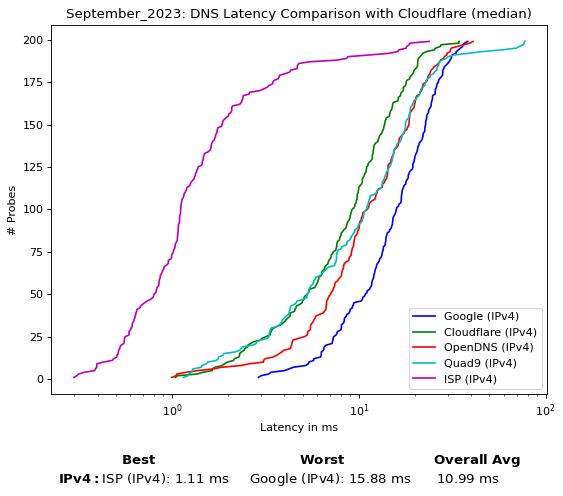 September_2023: DNS Latency Comparison with Cloudflare (median)
200
175
150
125
100
75
50
25
0
# Probes
Google (IPv4)
Cloudflare (IPv4)
OpenDNS (IPv4)
Quad9 (IPv4)
ISP (IPv4)
10⁰ 10¹ 10²
Latency in ms
Best Worst Overall Avg
IPv4: ISP (IPv4): 1.11 ms Google (IPv4): 15.88 ms 10.99 ms